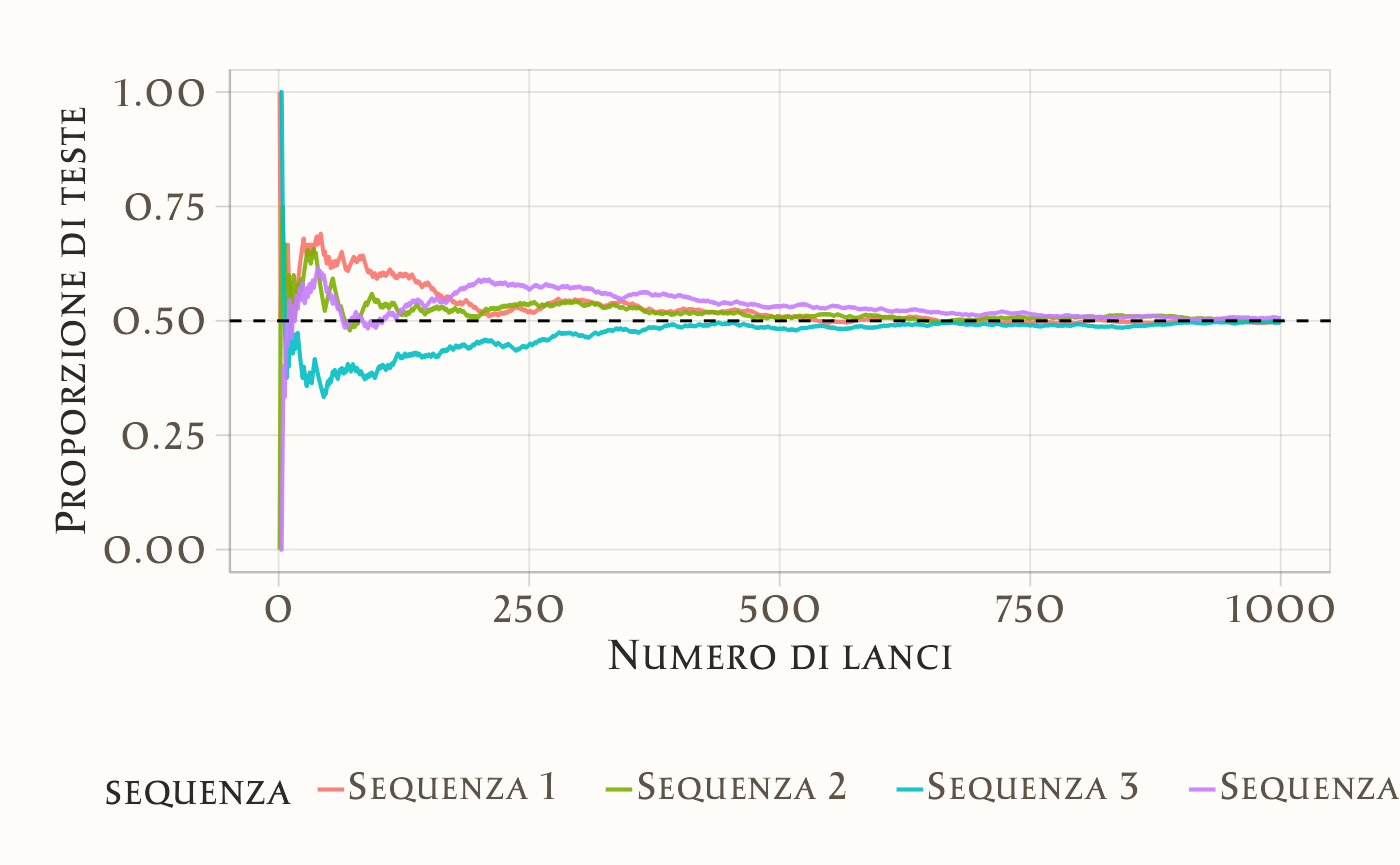 Proporzione di teste
1.00
0.75
0.50
0.25
0.00
0 250 500 750 1000
Numero di lanci
sequenza Sequenza 1 Sequenza 2 Sequenza 3 Sequenza